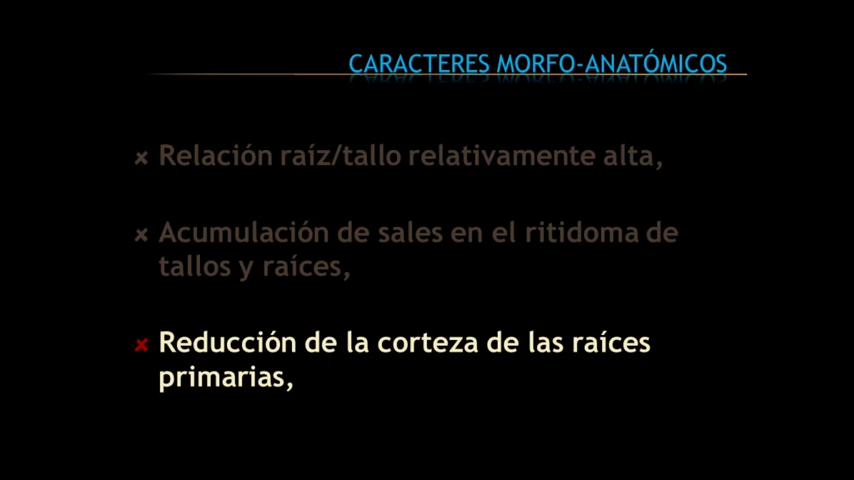 CARACTERES MORFO-ANATÓMICOS
Relación raíz/tallo relativamente alta,
Acumulación de sales en el ritidoma de
tallos y raíces,
Reducción de la corteza de las raíces
primarias,